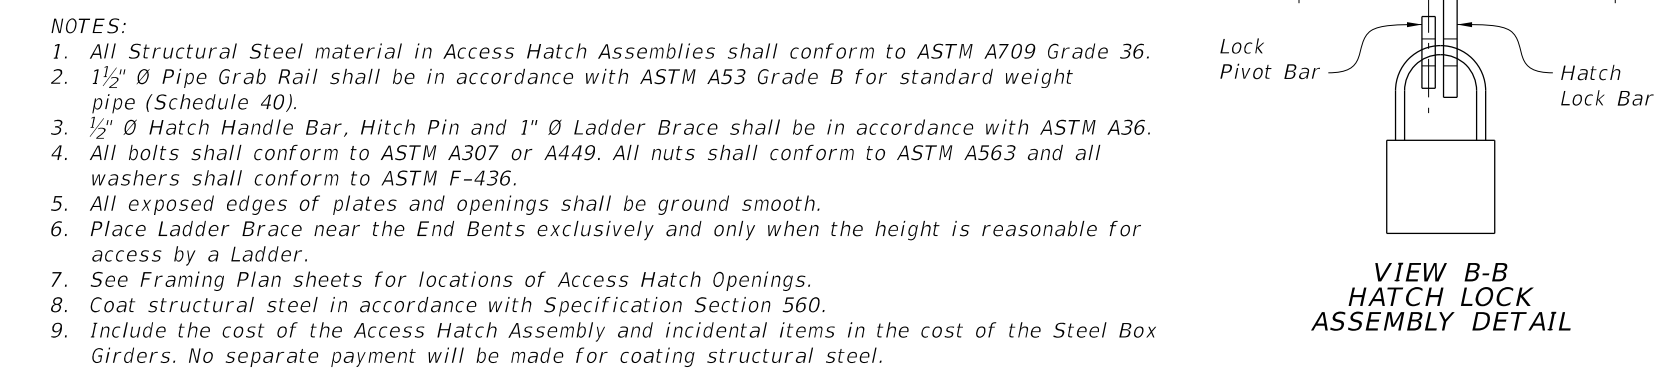 NOTES:
1. All Structural Steel material in Access Hatch Assemblies shall conform to ASTM A709 Grade 36.
2. 1½" Ø Pipe Grab Rail shall be in accordance with ASTM A53 Grade B for standard weight
pipe (Schedule 40).
3. ½" Ø Hatch Handle Bar, Hitch Pin and 1" Ø Ladder Brace shall be in accordance with ASTM A36.
4. All bolts shall conform to ASTM A307 or A449. All nuts shall conform to ASTM A563 and all
washers shall conform to ASTM F-436.
5. All exposed edges of plates and openings shall be ground smooth.
6. Place Ladder Brace near the End Bents exclusively and only when the height is reasonable for
access by a Ladder.
7. See Framing Plan sheets for locations of Access Hatch Openings.
8. Coat structural steel in accordance with Specification Section 560.
9. Include the cost of the Access Hatch Assembly and incidental items in the cost of the Steel Box
Girders. No separate payment will be made for coating structural steel.
Lock
Pivot Bar
Hatch
Lock Bar
VIEW B-B
HATCH LOCK
ASSEMBLY DETAIL